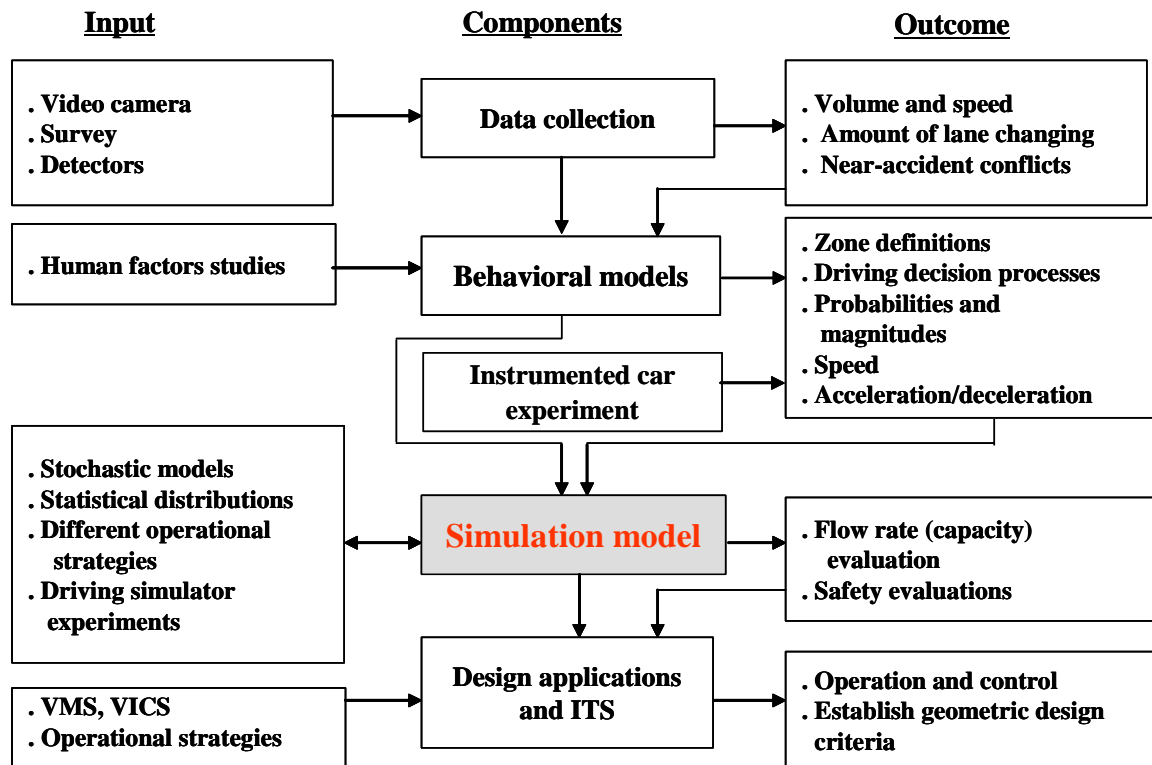 Input
Components
Outcome
. Video camera
. Survey
. Detectors
Data collection
. Volume and speed
. Amount of lane changing
. Near-accident conflicts
. Human factors studies
Behavioral models
. Zone definitions
. Driving decision processes
. Probabilities and
magnitudes
. Speed
. Acceleration/deceleration
Instrumented car
experiment
. Stochastic models
. Statistical distributions
. Different operational
strategies
. Driving simulator
experiments
Simulation model
. Flow rate (capacity)
evaluation
. Safety evaluations
. VMS, VICS
. Operational strategies
Design applications
and ITS
. Operation and control
. Establish geometric design
criteria